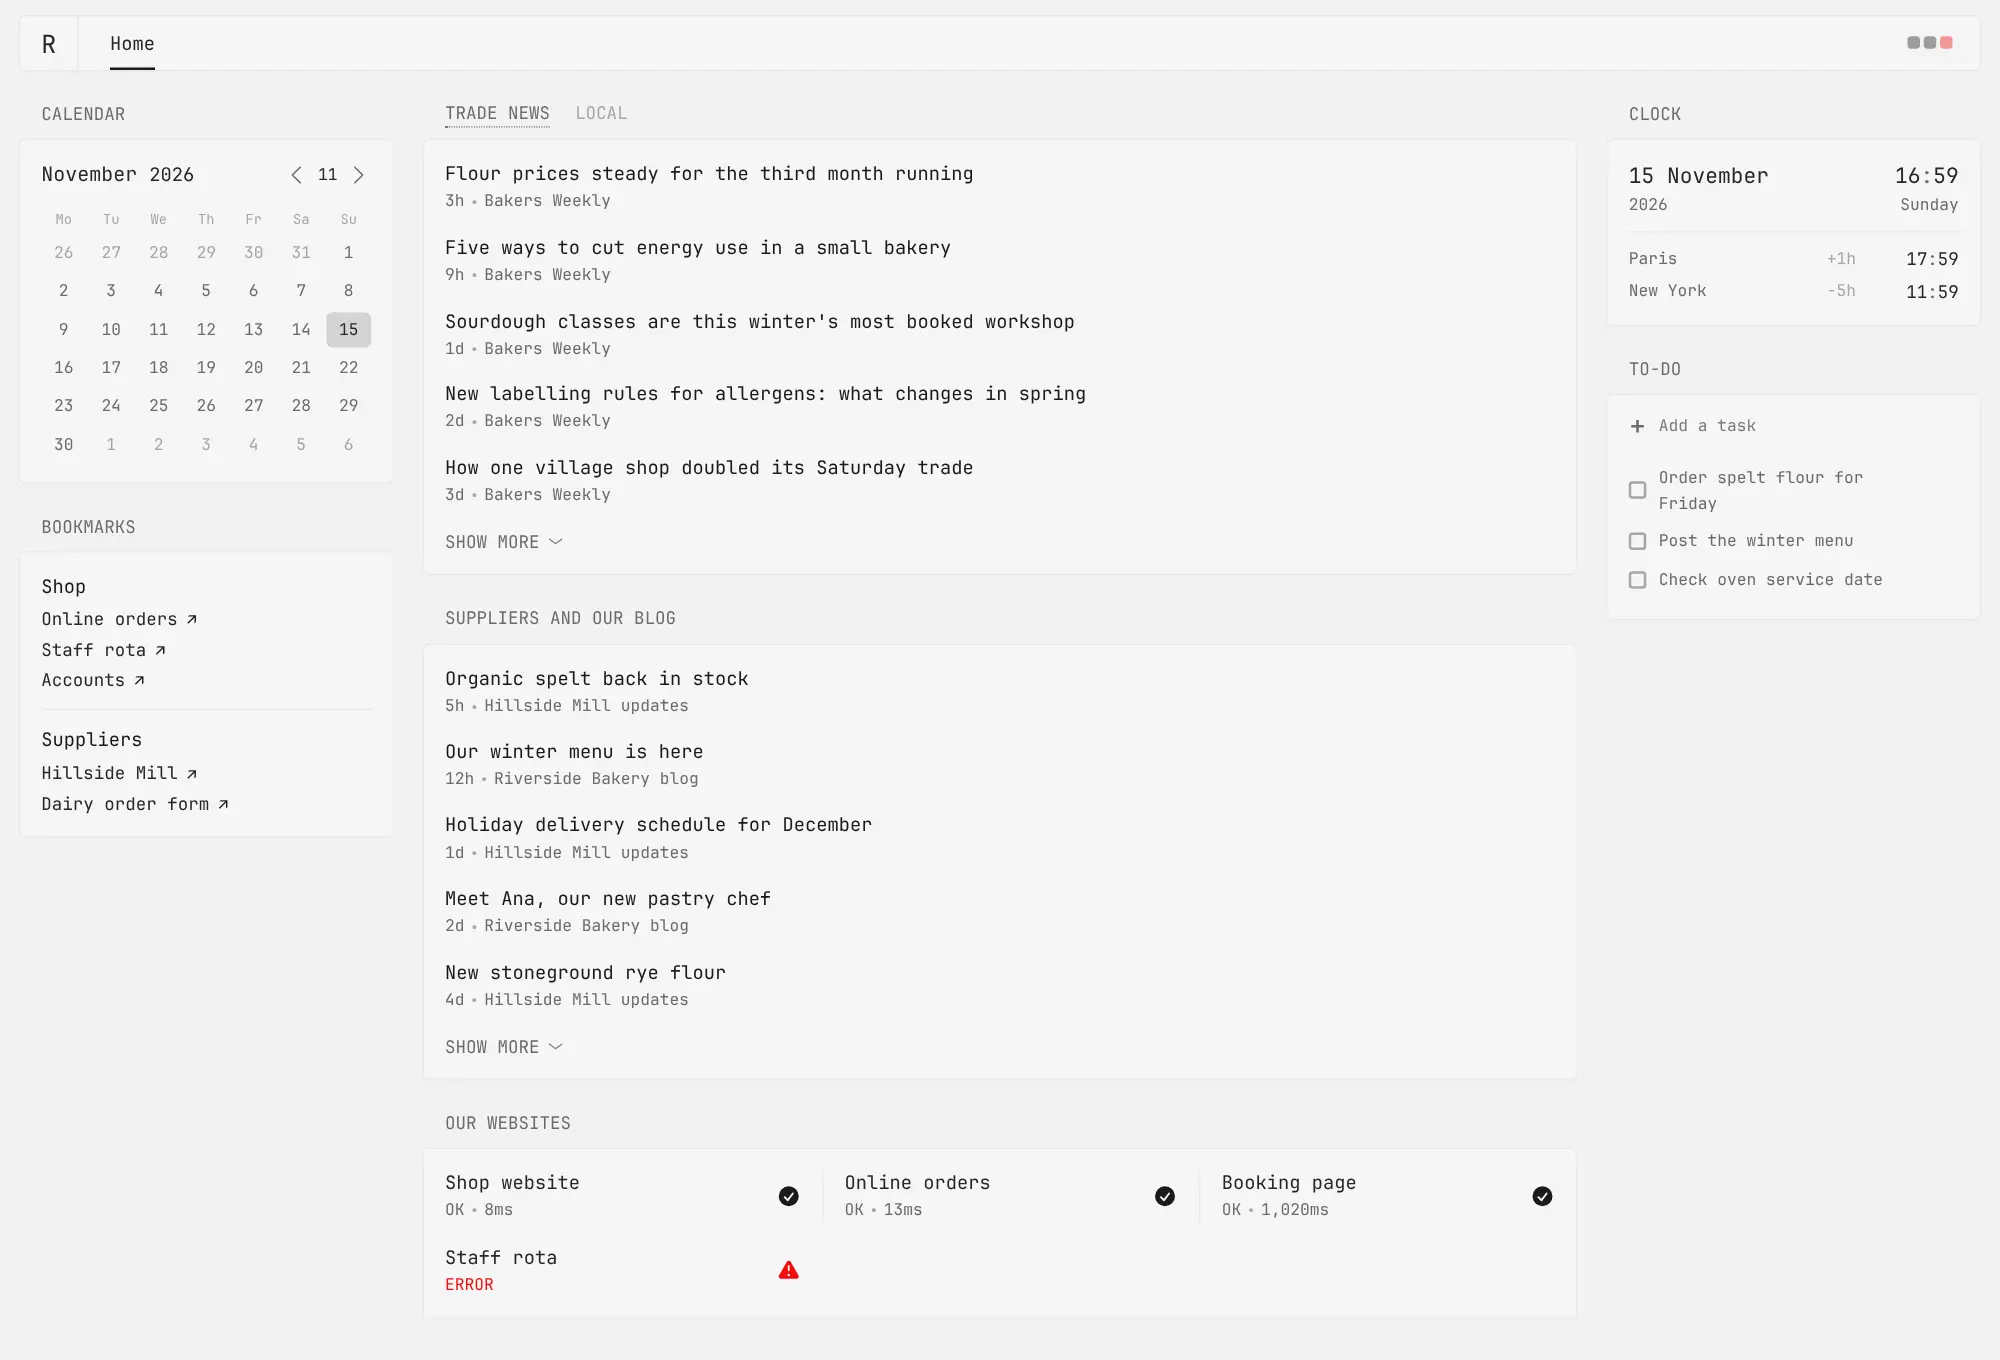 R
Home
CALENDAR
November 2026
11
Mo Tu We Th Fr Sa Su
26 27 28 29 30 31 1
2 3 4 5 6 7 8
9 10 11 12 13 14 15
16 17 18 19 20 21 22
23 24 25 26 27 28 29
30 1 2 3 4 5 6
BOOKMARKS
Shop
Online orders
Staff rota
Accounts
Suppliers
Hillside Mill
Dairy order form
TRADE NEWS LOCAL
Flour prices steady for the third month running
3h • Bakers Weekly
Five ways to cut energy use in a small bakery
9h • Bakers Weekly
Sourdough classes are this winter's most booked workshop
1d • Bakers Weekly
New labelling rules for allergens: what changes in spring
2d • Bakers Weekly
How one village shop doubled its Saturday trade
3d • Bakers Weekly
SHOW MORE
SUPPLIERS AND OUR BLOG
Organic spelt back in stock
5h • Hillside Mill updates
Our winter menu is here
12h • Riverside Bakery blog
Holiday delivery schedule for December
1d • Hillside Mill updates
Meet Ana, our new pastry chef
2d • Riverside Bakery blog
New stoneground rye flour
4d • Hillside Mill updates
SHOW MORE
OUR WEBSITES
Shop website
OK • 8ms
Online orders
OK • 13ms
Booking page
OK • 1,020ms
Staff rota
ERROR
CLOCK
15 November 16:59
2026 Sunday
Paris +1h 17:59
New York -5h 11:59
TO-DO
+ Add a task
Order spelt flour for
Friday
Post the winter menu
Check oven service date